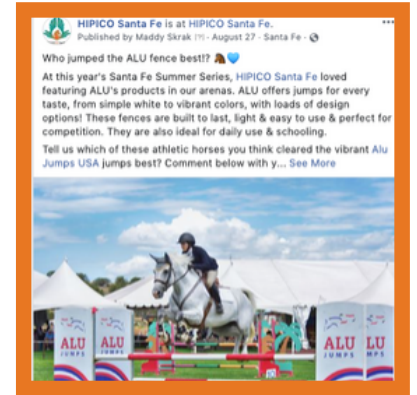 HIPICO Santa Fe is at HIPICO Santa Fe.
Published by Maddy Skrak · August 27 · Santa Fe ·
Who jumped the ALU fence best!? 🐴💙
At this year's Santa Fe Summer Series, HIPICO Santa Fe loved
featuring ALU's products in our arenas. ALU offers jumps for every
taste, from simple white to vibrant colors, with loads of design
options! These fences are built to last, light & easy to use & perfect for
competition. They are also ideal for daily use & schooling.
Tell us which of these athletic horses you think cleared the vibrant Alu
Jumps USA jumps best? Comment below with y... See More
ALU ALU ALU LU
JUMPS JUMPS JUMPS MPS